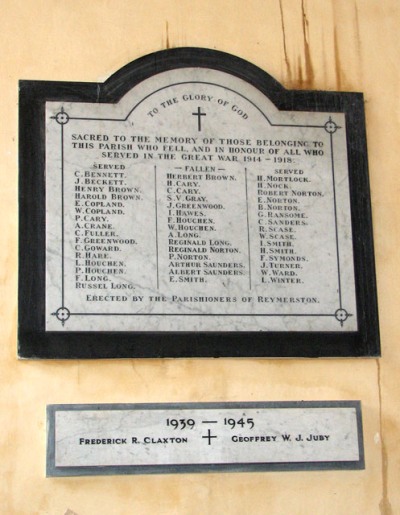 TO THE GLORY OF GOD
SACRED TO THE MEMORY OF THOSE BELONGING TO
THIS PARISH WHO FELL, AND IN HONOUR OF ALL WHO
SERVED IN THE GREAT WAR, 1914 - 1918.
SERVED
C. BENNETT.
J. BECKETT.
HENRY BROWN.
HAROLD BROWN.
E. COPLAND.
W. COPLAND.
P. CARY.
A. CRANE.
C. FULLER.
F. GREENWOOD.
C. GOWARD.
R. HARE.
L. HOUCHEN.
P. HOUCHEN.
F. LONG.
RUSSEL LONG.
- FALLEN -
HERBERT BROWN.
H. CARY.
C. CARY.
S. V. GRAY.
J. GREENWOOD.
I. HAWES.
F. HOUCHEN.
W. HOUCHEN.
A. LONG.
REGINALD LONG.
REGINALD NORTON.
P. NORTON.
ARTHUR SAUNDERS.
ALBERT SAUNDERS.
E. SMITH.
SERVED
H. MORTLOCK.
H. NOCK.
ROBERT NORTON.
E. NORTON.
B. NORTON.
G. RANSOME.
C. SANDERS.
R. SCASE.
W. SCASE.
I. SMITH.
H. SMITH.
F. SYMONDS.
J. TURNER.
W. WARD.
L. WINTER.
ERECTED BY THE PARISHIONERS OF REYMERSTON.
1939 — 1945
FREDERICK R. CLAXTON GEOFFREY W. J. JUBY